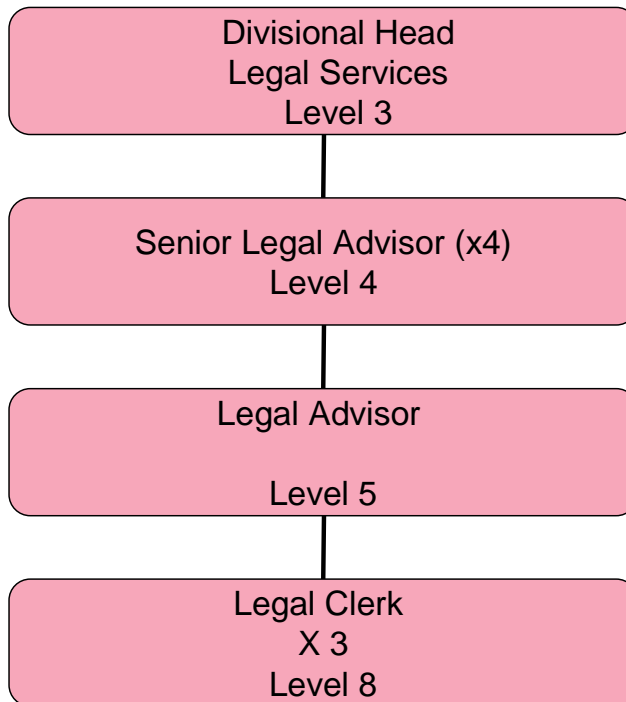 Divisional Head
Legal Services
Level 3
Senior Legal Advisor (x4)
Level 4
Legal Advisor
Level 5
Legal Clerk
X 3
Level 8